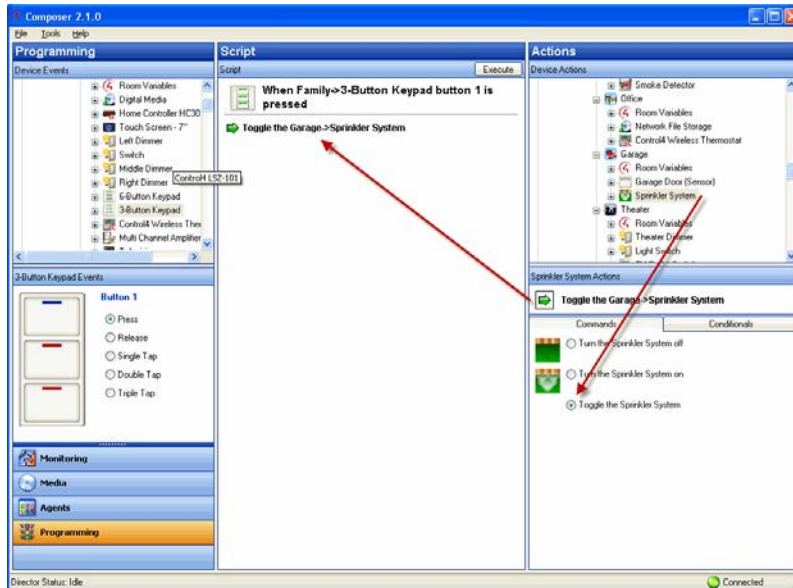 Composer 2.1.0
File Tools Help
Programming
Device Events
Room Variables
Digital Media
Home Controller HC30
Touch Screen - 7"
Left Dimmer
Switch
Middle Dimmer
Right Dimmer
Control4 LSZ-101
6-Button Keypad
3-Button Keypad
Control4 Wireless Ther
Multi Channel Amplifier
3-Button Keypad Events
Button 1
Press
Release
Single Tap
Double Tap
Triple Tap
Monitoring
Media
Agents
Programming
Script
Script Execute
When Family->3-Button Keypad button 1 is
pressed
Toggle the Garage->Sprinkler System
Actions
Device Actions
Smoke Detector
Office
Room Variables
Network File Storage
Control4 Wireless Thermostat
Garage
Room Variables
Garage Door (Sensor)
Sprinkler System
Theater
Room Variables
Theater Dimmer
Light Switch
Sprinkler System Actions
Toggle the Garage->Sprinkler System
Commands Conditionals
Turn the Sprinkler System off
Turn the Sprinkler System on
Toggle the Sprinkler System
Director Status: Idle
Connected